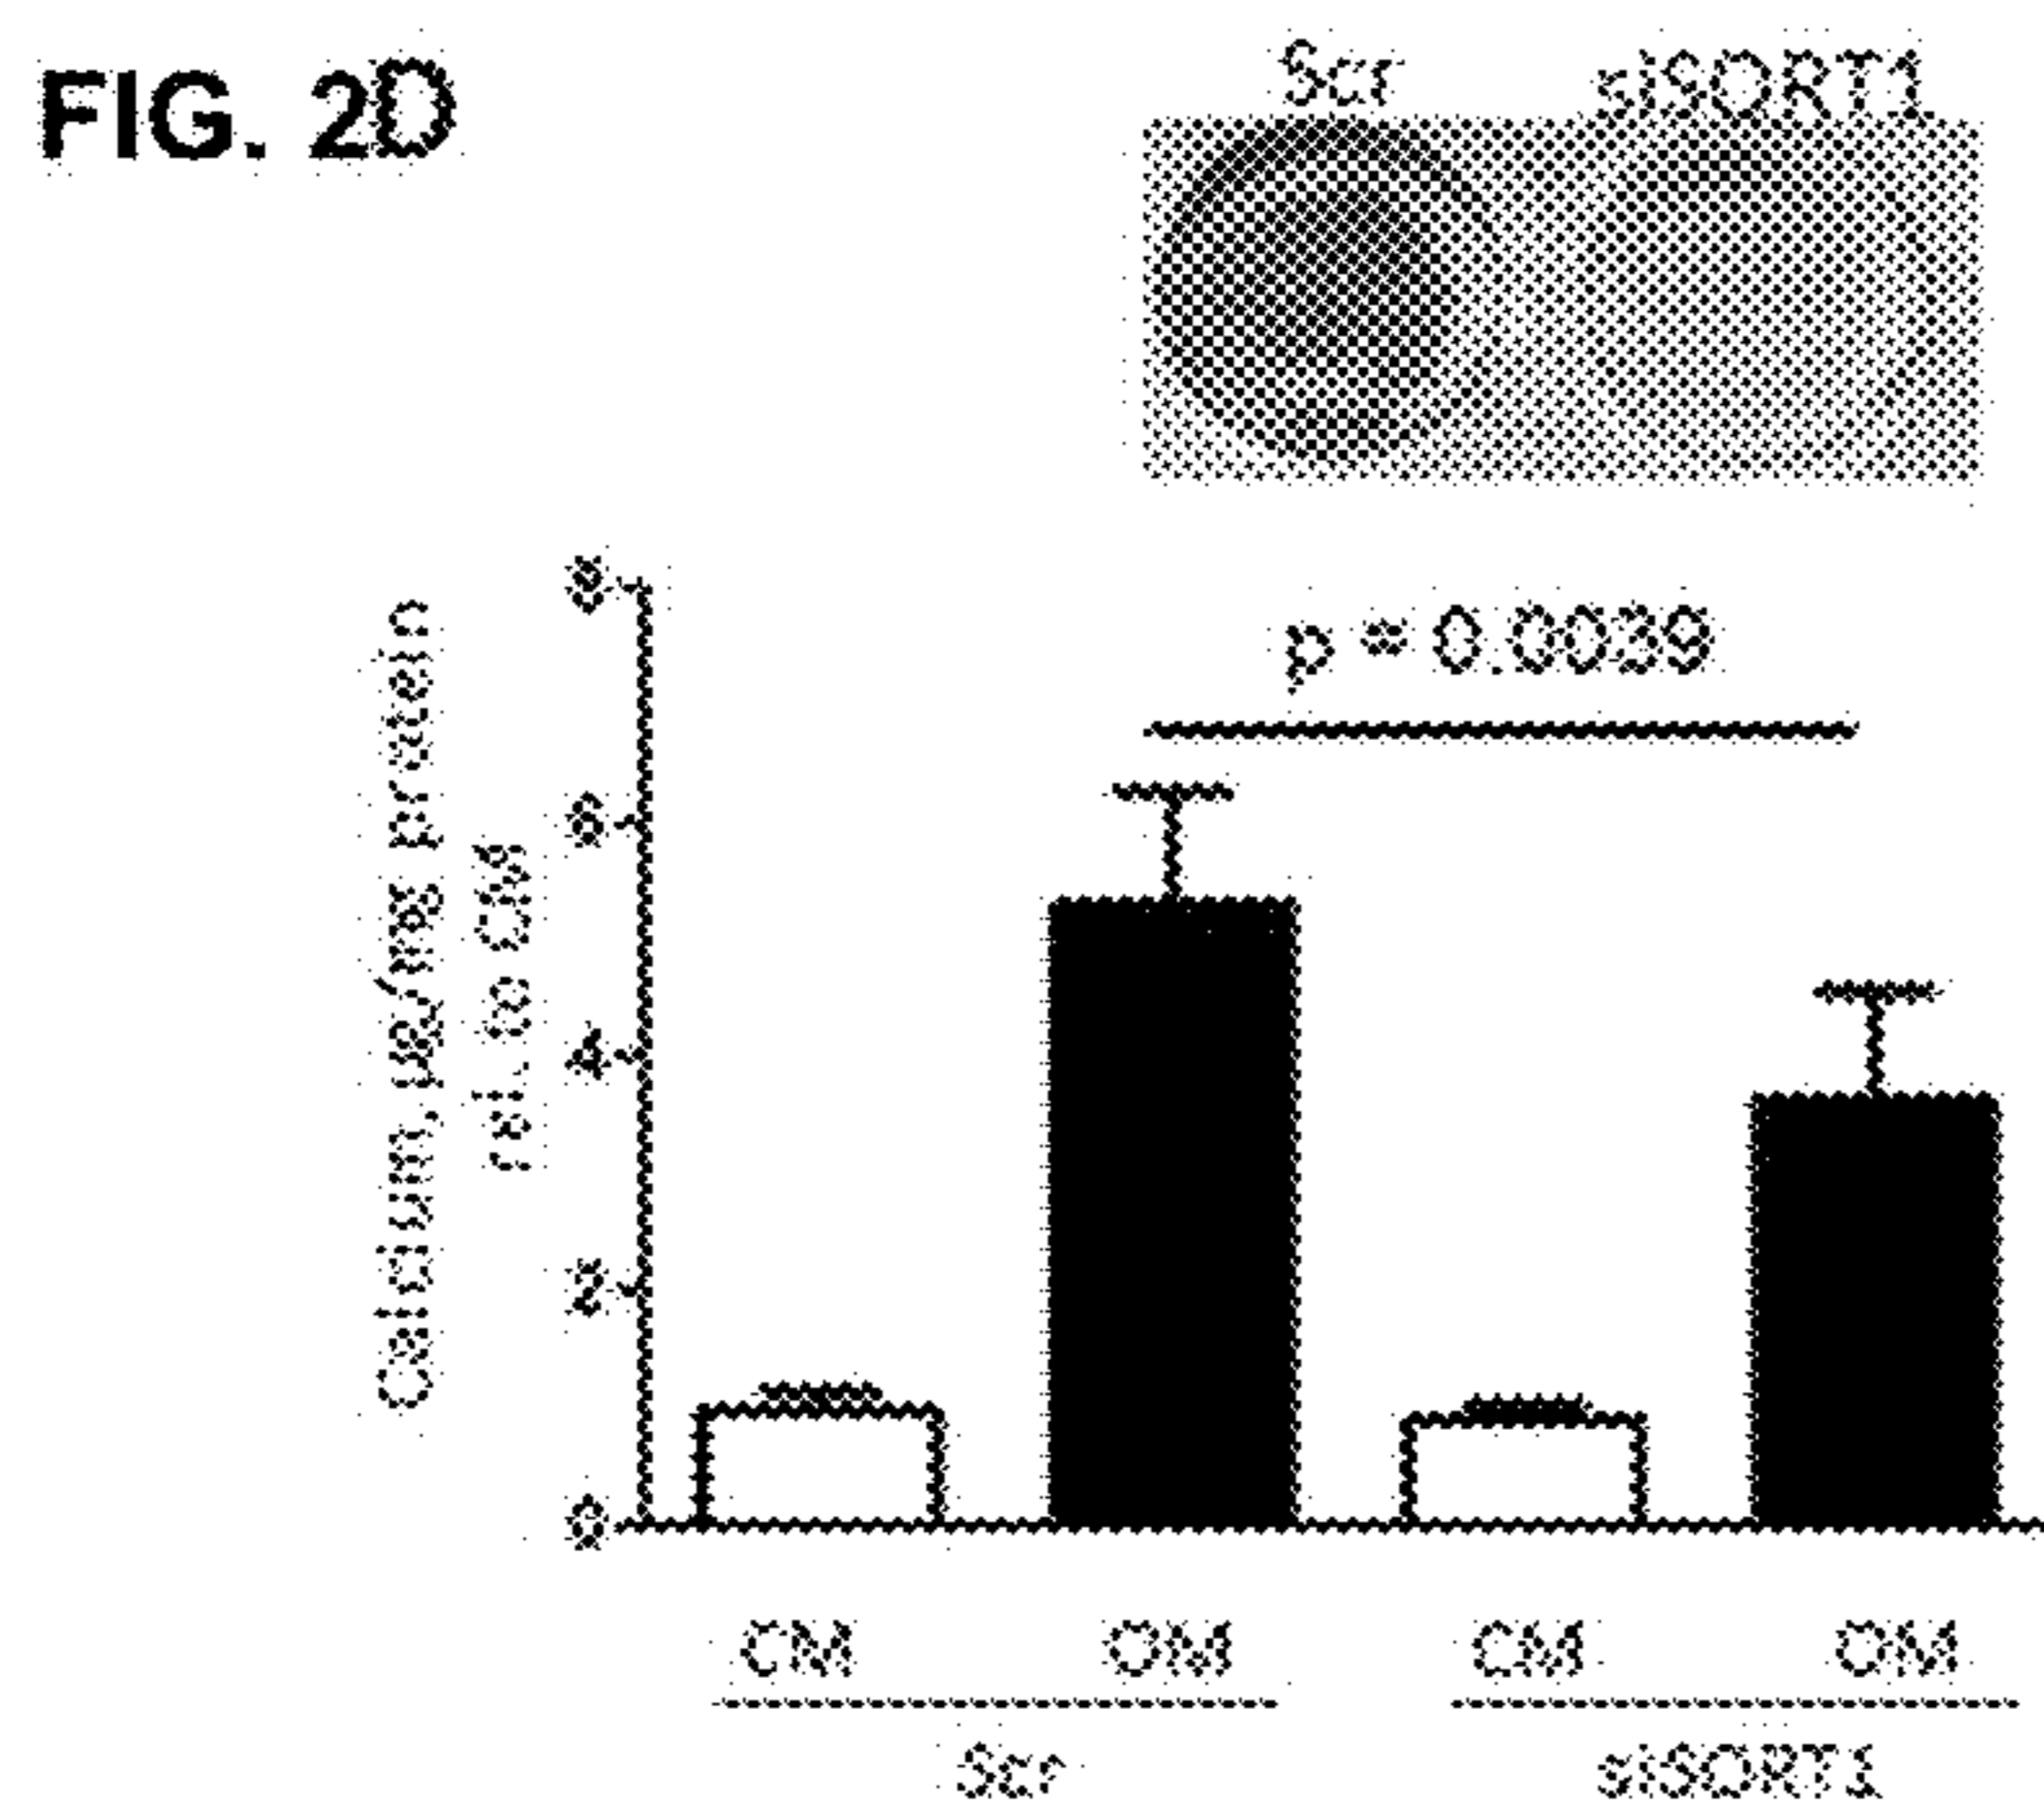 FIG. 2D
Scr siSORT1
Calcium, µg/mg protein
rel. to CM
8
6
4
2
0
p = 0.0039
CM OM CM OM
Scr siSORT1